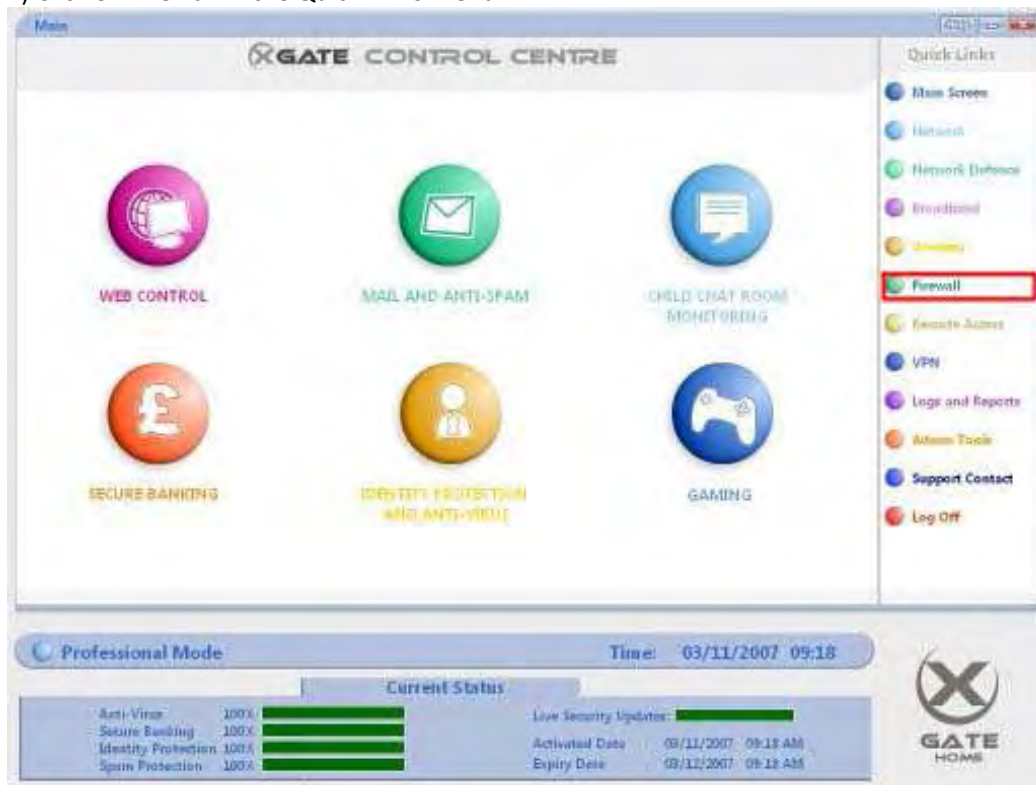 Main
XGATE CONTROL CENTRE
Quick Links
Main Screen
Network
Network Defence
Broadband
Wireless
Firewall
Remote Access
VPN
Logs and Reports
Admin Tools
Support Contact
Log Off
WEB CONTROL
MAIL AND ANTI-SPAM
CHILD CHAT ROOM
MONITORING
SECURE BANKING
IDENTITY PROTECTION
AND ANTI-VIRUS
GAMING
Professional Mode
Time: 03/11/2007 09:18
Current Status
Anti-Virus 100%
Secure Banking 100%
Identity Protection 100%
Spam Protection 100%
Live Security Updates:
Activated Date 03/11/2007 09:18 AM
Expiry Date 03/12/2007 09:18 AM
X
GATE
HOME